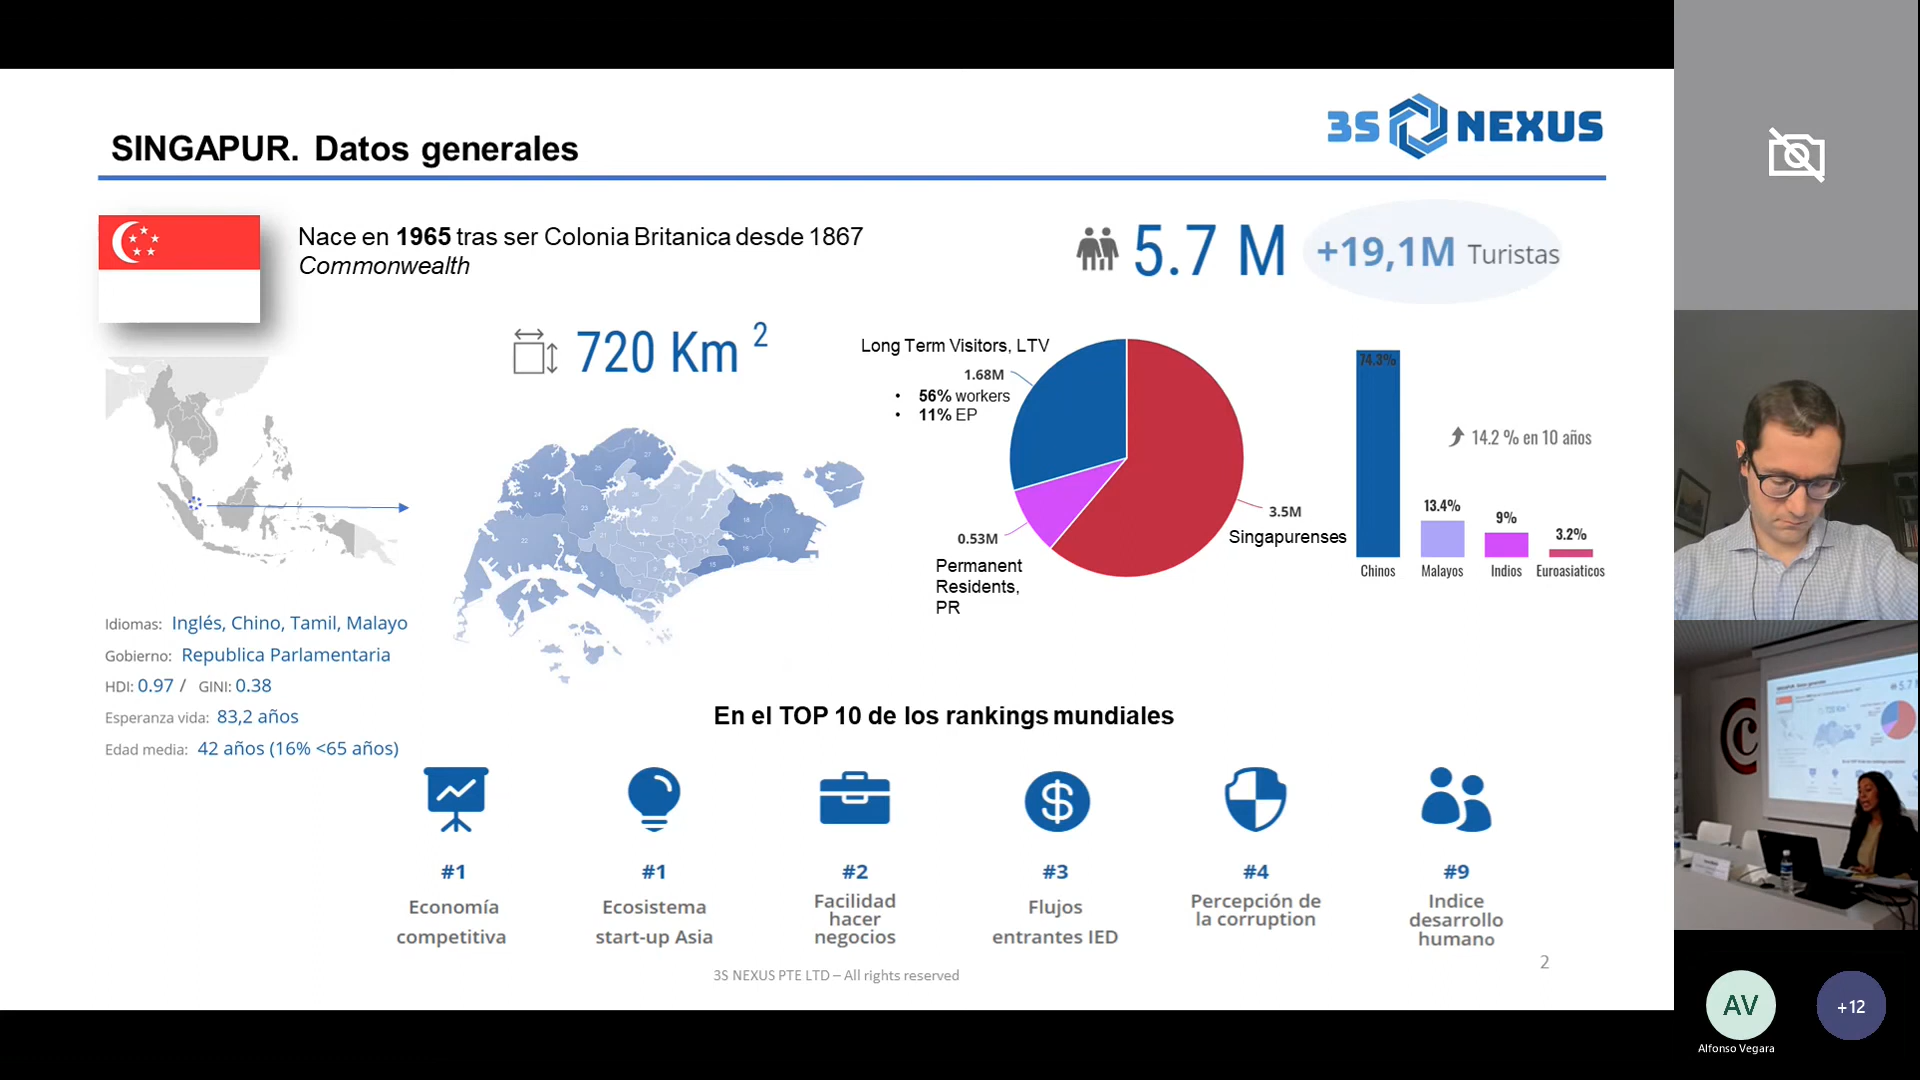 SINGAPUR. Datos generales
3S NEXUS
Nace en 1965 tras ser Colonia Britanica desde 1867
Commonwealth
5.7 M
+19,1M Turistas
720 Km 2
Long Term Visitors, LTV
1.68M
• 56% workers
• 11% EP
0.53M
Permanent
Residents,
PR
3.5M
Singapurenses
74.3%
14.2 % en 10 años
13.4%
9%
3.2%
Chinos
Malayos
Indios
Euroasiaticos
Idiomas: Inglés, Chino, Tamil, Malayo
Gobierno: Republica Parlamentaria
HDI: 0.97 / GINI: 0.38
Esperanza vida: 83,2 años
Edad media: 42 años (16% <65 años)
En el TOP 10 de los rankings mundiales
#1
Economía
competitiva
#1
Ecosistema
start-up Asia
#2
Facilidad
hacer
negocios
#3
Flujos
entrantes IED
#4
Percepción de
la corruption
#9
Indice
desarrollo
humano
3S NEXUS PTE LTD – All rights reserved
2
AV
Alfonso Vegara
+12